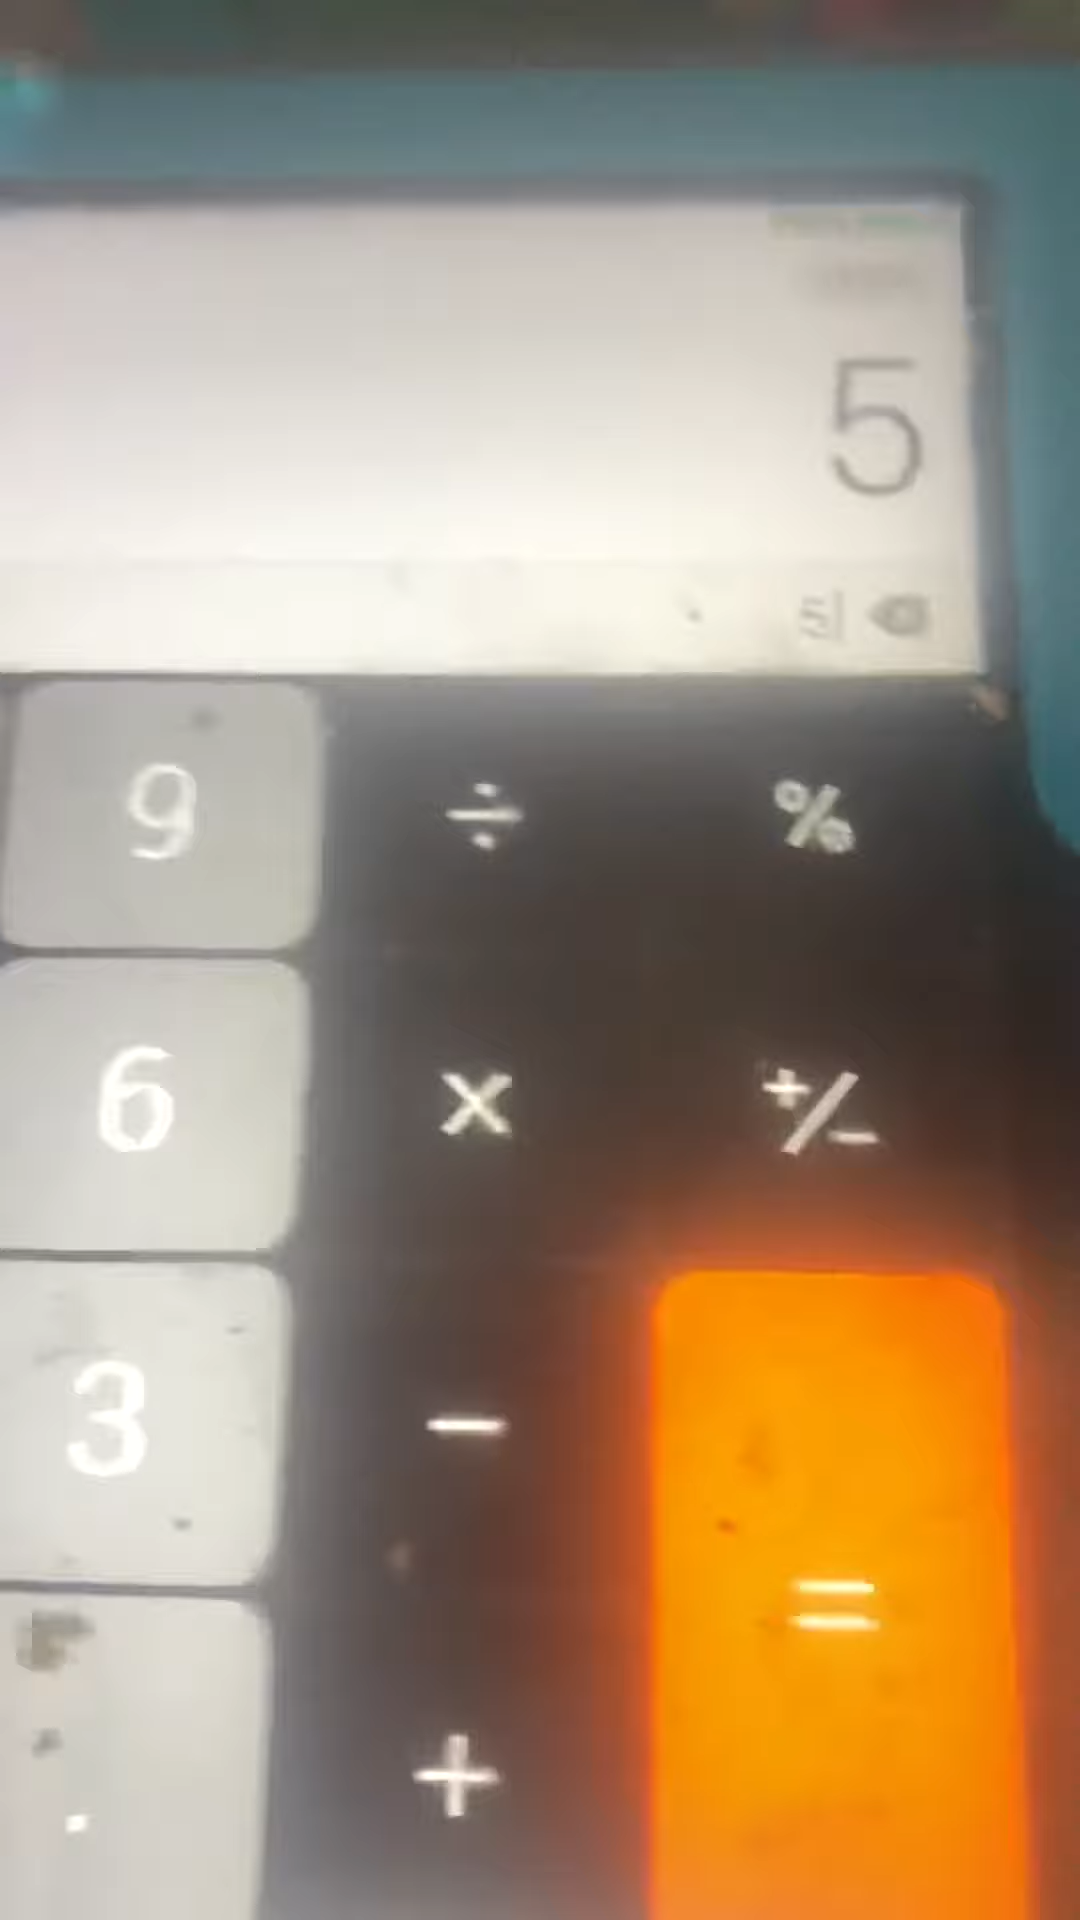 5
9 ÷ %
6 × +/−
3 −
=
. +